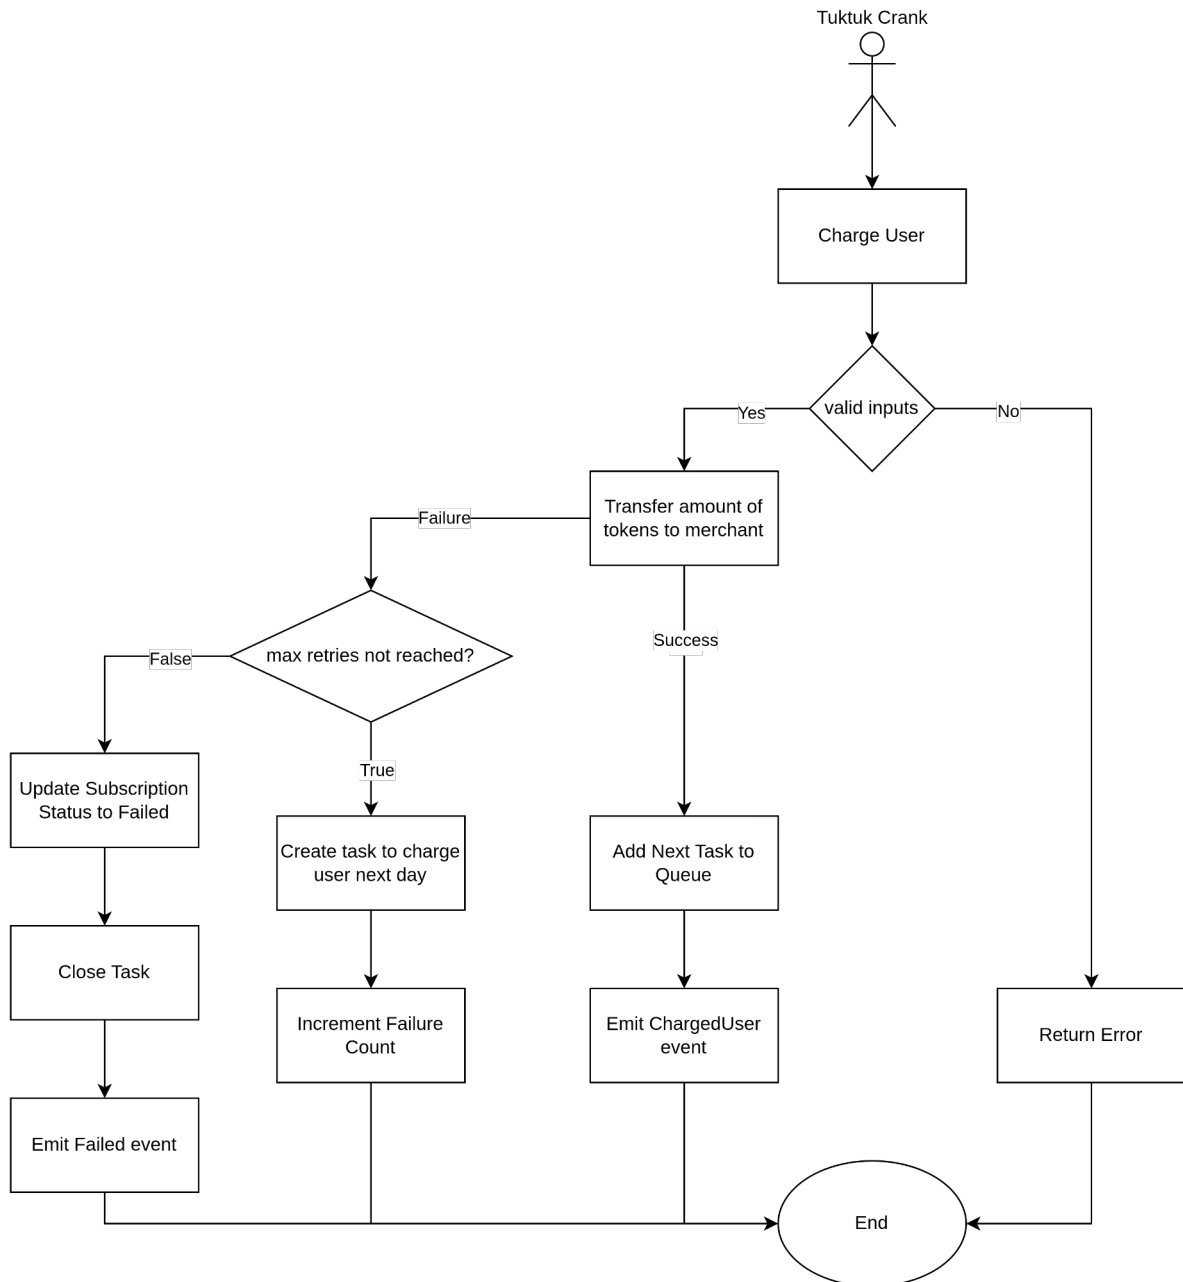 Tuktuk Crank
Charge User
valid inputs
Yes
No
Transfer amount of
tokens to merchant
Failure
Success
max retries not reached?
False
True
Update Subscription
Status to Failed
Create task to charge
user next day
Add Next Task to
Queue
Close Task
Increment Failure
Count
Emit ChargedUser
event
Return Error
Emit Failed event
End